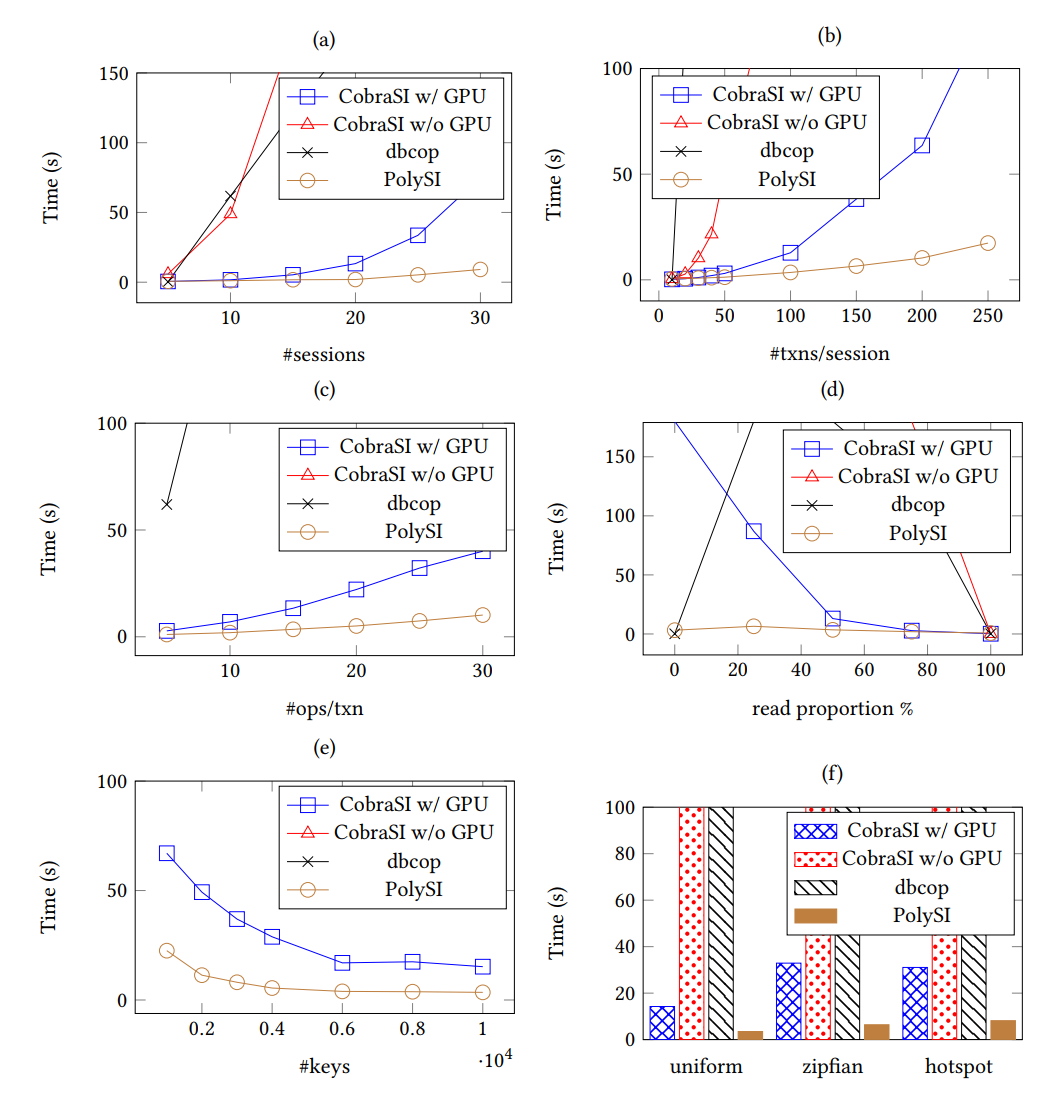 (a)
150
100
50
0
Time (s)
CobraSI w/ GPU
CobraSI w/o GPU
dbcop
PolySI
10
20
30
#sessions
(b)
100
50
0
Time (s)
CobraSI w/ GPU
CobraSI w/o GPU
dbcop
PolySI
0
50
100
150
200
250
#txns/session
(c)
100
50
0
Time (s)
CobraSI w/ GPU
CobraSI w/o GPU
dbcop
PolySI
10
20
30
#ops/txn
(d)
150
100
50
0
Time (s)
CobraSI w/ GPU
CobraSI w/o GPU
dbcop
PolySI
0
20
40
60
80
100
read proportion %
(e)
100
50
0
Time (s)
CobraSI w/ GPU
CobraSI w/o GPU
dbcop
PolySI
0.2
0.4
0.6
0.8
1
·10⁴
#keys
(f)
100
80
60
40
20
0
Time (s)
CobraSI w/ GPU
CobraSI w/o GPU
dbcop
PolySI
uniform
zipfian
hotspot